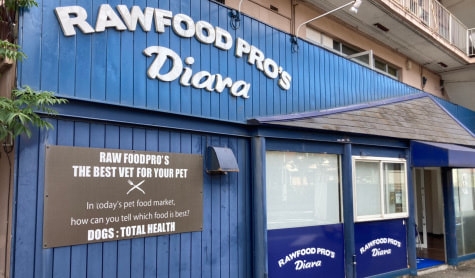 RAWFOOD PRO'S
Diara
RAW FOODPRO'S
THE BEST VET FOR YOUR PET
In today's pet food market,
how can you tell which food is best?
DOGS : TOTAL HEALTH
RAWFOOD PRO'S
Diara
RAWFOOD PRO'S
Diara